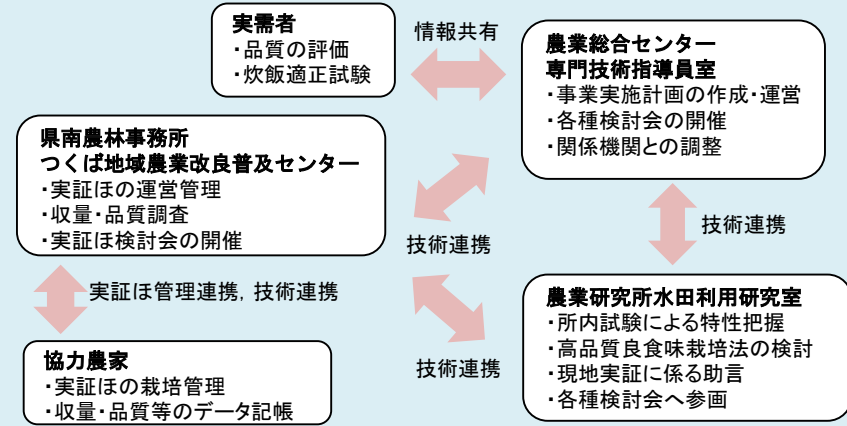 実需者
・品質の評価
・炊飯適正試験
情報共有
農業総合センター
専門技術指導員室
・事業実施計画の作成・運営
・各種検討会の開催
・関係機関との調整
県南農林事務所
つくば地域農業改良普及センター
・実証ほの運営管理
・収量・品質調査
・実証ほ検討会の開催
技術連携
技術連携
実証ほ管理連携，技術連携
農業研究所水田利用研究室
・所内試験による特性把握
・高品質良食味栽培法の検討
・現地実証に係る助言
・各種検討会へ参画
技術連携
協力農家
・実証ほの栽培管理
・収量・品質等のデータ記帳